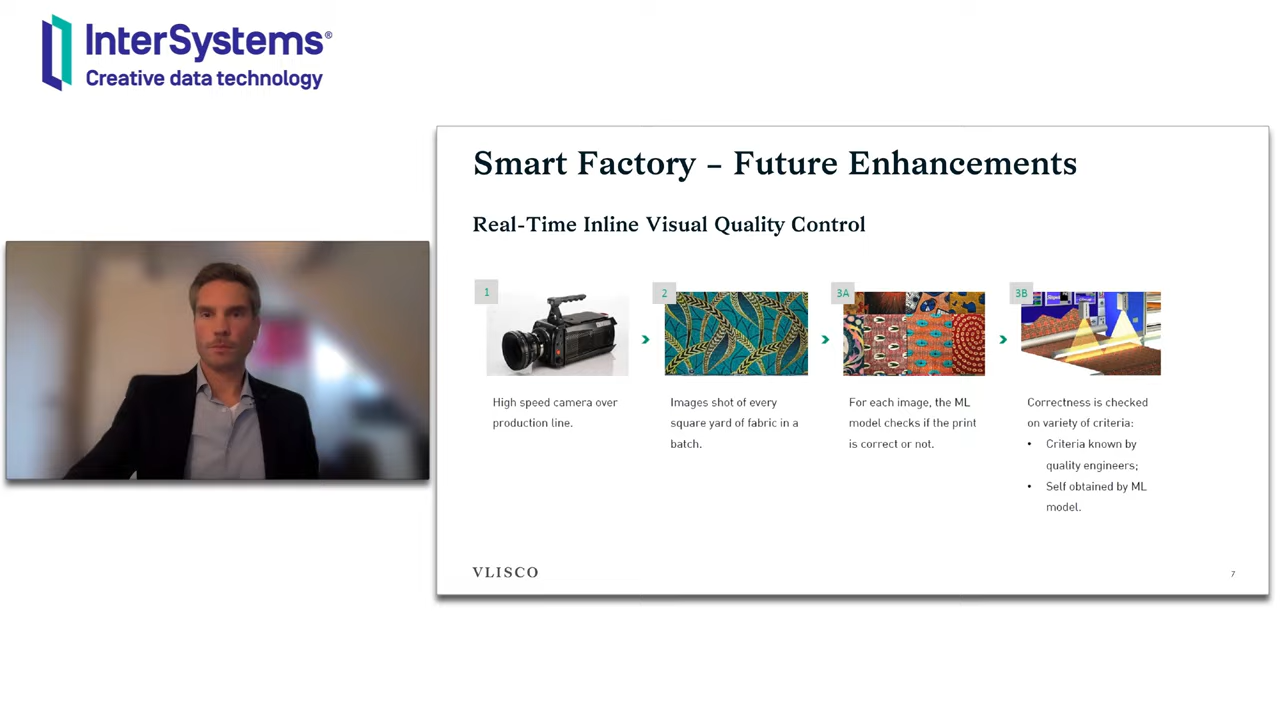 InterSystems®
Creative data technology
Smart Factory – Future Enhancements
Real-Time Inline Visual Quality Control
1
High speed camera over
production line.
2
Images shot of every
square yard of fabric in a
batch.
3A
For each image, the ML
model checks if the print
is correct or not.
3B
Correctness is checked
on variety of criteria:
• Criteria known by
quality engineers;
• Self obtained by ML
model.
VLISCO
7